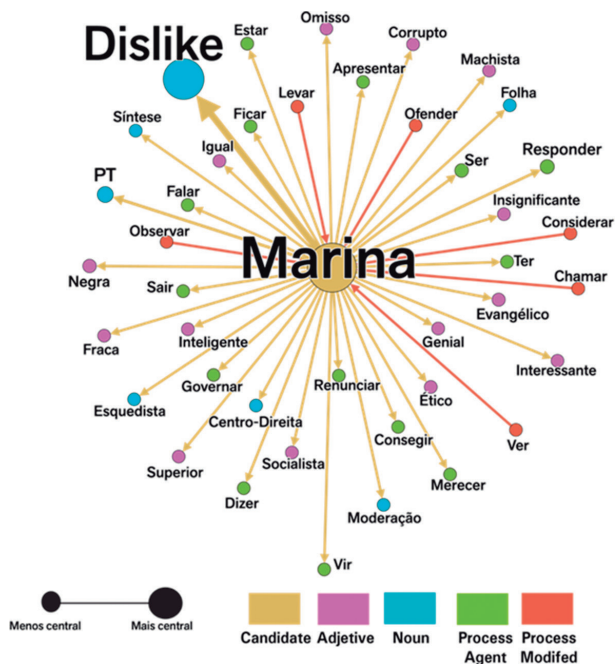 Omisso
Estar
Corrupto
Dislike
Apresentar
Machista
Levar
Folha
Ofender
Síntese
Ficar
Igual
Ser
Responder
PT
Falar
Insignificante
Observar
Considerar
Marina
Ter
Negra
Sair
Chamar
Evangélico
Fraca
Inteligente
Genial
Interessante
Governar
Renunciar
Ético
Esquedista
Centro-Direita
Ver
Consegir
Superior
Socialista
Merecer
Dizer
Moderação
Vir
Menos central
Mais central
Candidate
Adjetive
Noun
Process
Agent
Process
Modifed